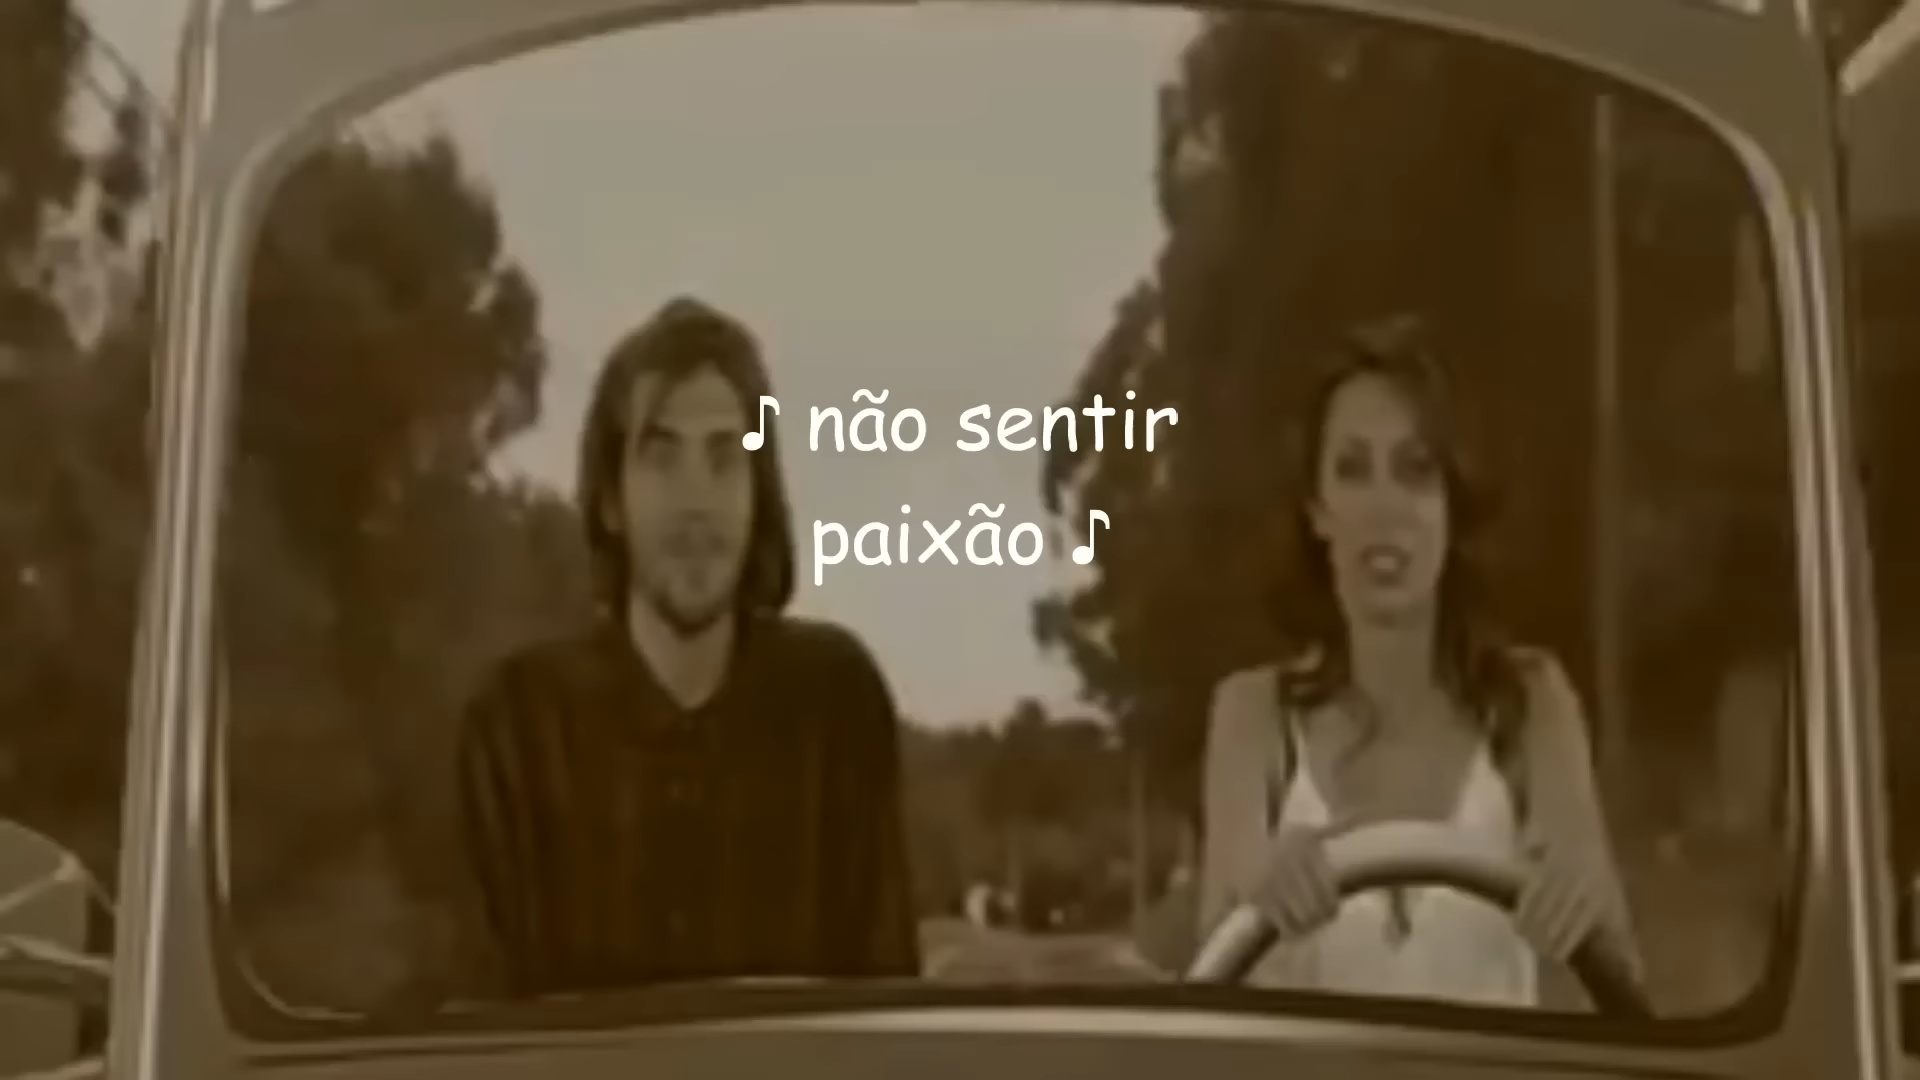 ♪ não sentir
paixão ♪